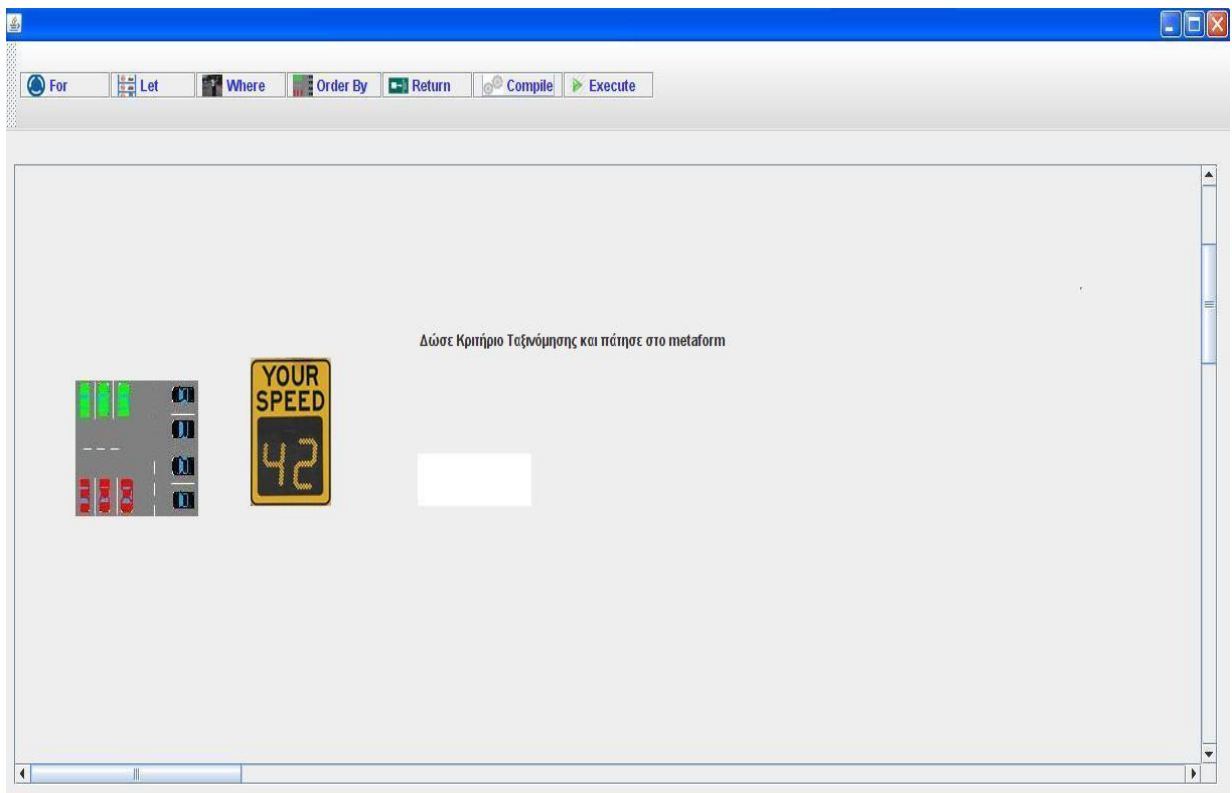 For Let Where Order By Return Compile Execute
Δώσε Κριτήριο Ταξινόμησης και πάτησε στο metaform
YOUR
SPEED
42